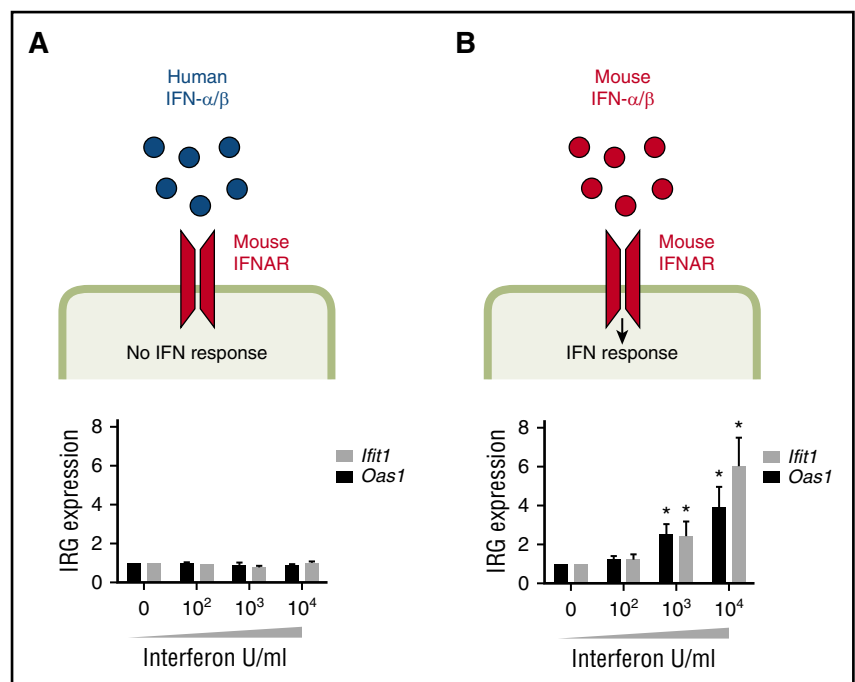 A
Human
IFN-α/β
Mouse
IFNAR
No IFN response
8
6
4
2
0
IRG expression
Ifit1
Oas1
0 10² 10³ 10⁴
Interferon U/ml
B
Mouse
IFN-α/β
Mouse
IFNAR
IFN response
8
6
4
2
0
IRG expression
* * * *
Ifit1
Oas1
0 10² 10³ 10⁴
Interferon U/ml